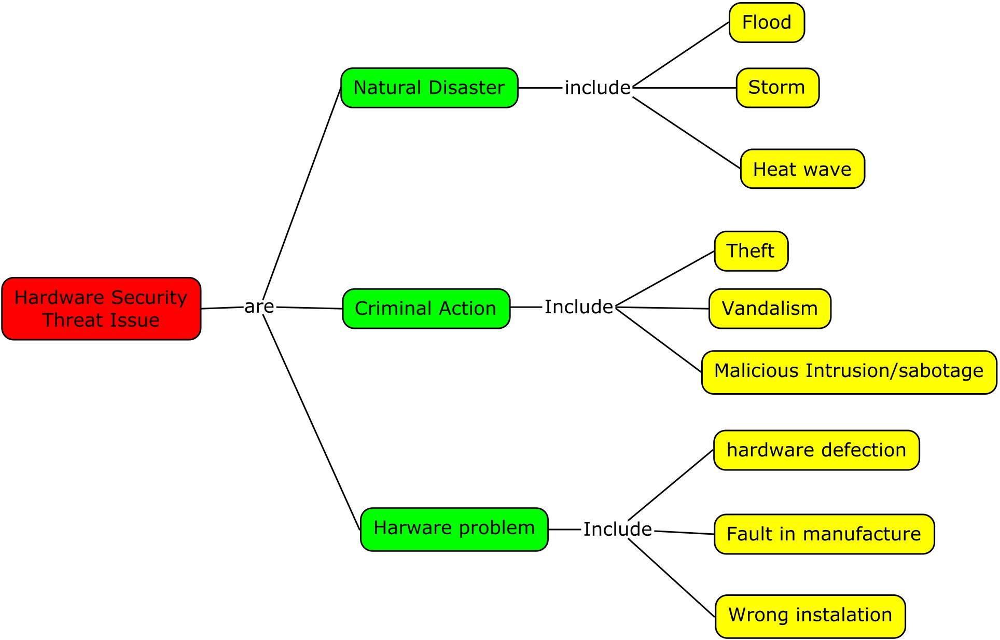 Hardware Security
Threat Issue
are
Natural Disaster
include
Flood
Storm
Heat wave
Criminal Action
Include
Theft
Vandalism
Malicious Intrusion/sabotage
Harware problem
Include
hardware defection
Fault in manufacture
Wrong instalation